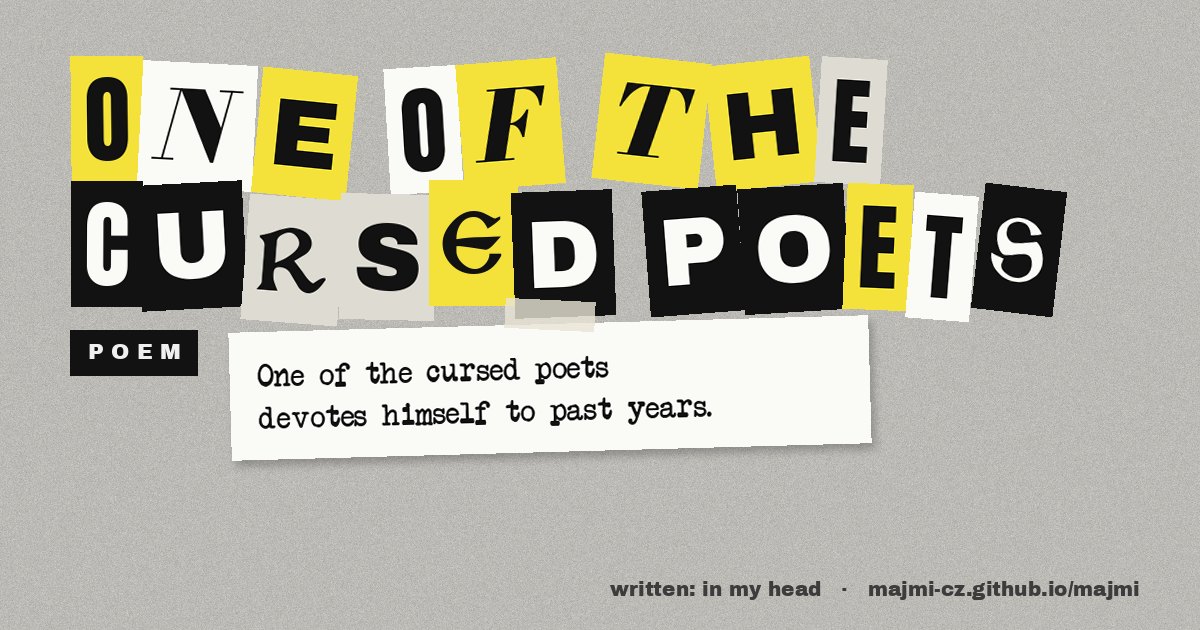 ONE OF THE
CURSED POETS
POEM
One of the cursed poets
devotes himself to past years.
written: in my head · majmi-cz.github.io/majmi